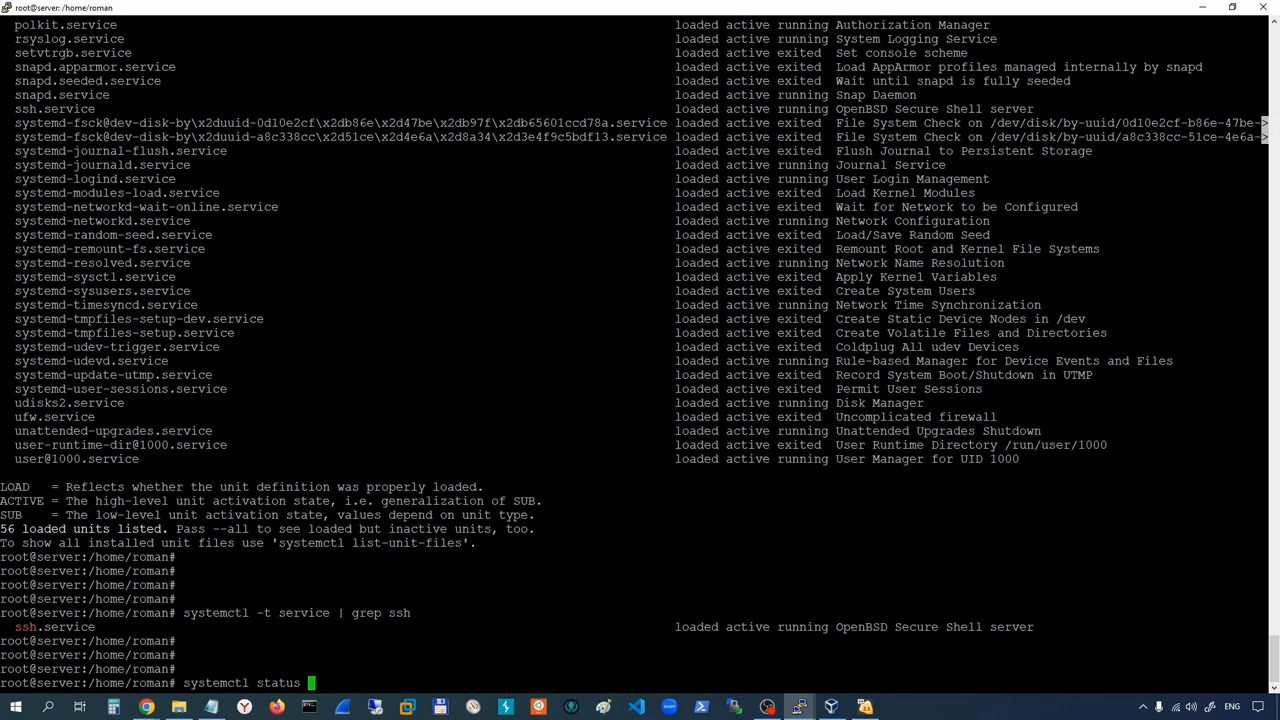 root@server: /home/roman
polkit.service loaded active running Authorization Manager
rsyslog.service loaded active running System Logging Service
setvtrgb.service loaded active exited Set console scheme
snapd.apparmor.service loaded active exited Load AppArmor profiles managed internally by snapd
snapd.seeded.service loaded active exited Wait until snapd is fully seeded
snapd.service loaded active running Snap Daemon
ssh.service loaded active running OpenBSD Secure Shell server
systemd-fsck@dev-disk-by\x2duuid-0d10e2cf\x2db86e\x2d47be\x2db97f\x2db65601ccd78a.service loaded active exited File System Check on /dev/disk/by-uuid/0d10e2cf-b86e-47be->
systemd-fsck@dev-disk-by\x2duuid-a8c338cc\x2d51ce\x2d4e6a\x2d8a34\x2d3e4f9c5bdf13.service loaded active exited File System Check on /dev/disk/by-uuid/a8c338cc-51ce-4e6a->
systemd-journal-flush.service loaded active exited Flush Journal to Persistent Storage
systemd-journald.service loaded active running Journal Service
systemd-logind.service loaded active running User Login Management
systemd-modules-load.service loaded active exited Load Kernel Modules
systemd-networkd-wait-online.service loaded active exited Wait for Network to be Configured
systemd-networkd.service loaded active running Network Configuration
systemd-random-seed.service loaded active exited Load/Save Random Seed
systemd-remount-fs.service loaded active exited Remount Root and Kernel File Systems
systemd-resolved.service loaded active running Network Name Resolution
systemd-sysctl.service loaded active exited Apply Kernel Variables
systemd-sysusers.service loaded active exited Create System Users
systemd-timesyncd.service loaded active running Network Time Synchronization
systemd-tmpfiles-setup-dev.service loaded active exited Create Static Device Nodes in /dev
systemd-tmpfiles-setup.service loaded active exited Create Volatile Files and Directories
systemd-udev-trigger.service loaded active exited Coldplug All udev Devices
systemd-udevd.service loaded active running Rule-based Manager for Device Events and Files
systemd-update-utmp.service loaded active exited Record System Boot/Shutdown in UTMP
systemd-user-sessions.service loaded active exited Permit User Sessions
udisks2.service loaded active running Disk Manager
ufw.service loaded active exited Uncomplicated firewall
unattended-upgrades.service loaded active running Unattended Upgrades Shutdown
user-runtime-dir@1000.service loaded active exited User Runtime Directory /run/user/1000
user@1000.service loaded active running User Manager for UID 1000
LOAD = Reflects whether the unit definition was properly loaded.
ACTIVE = The high-level unit activation state, i.e. generalization of SUB.
SUB = The low-level unit activation state, values depend on unit type.
56 loaded units listed. Pass --all to see loaded but inactive units, too.
To show all installed unit files use 'systemctl list-unit-files'.
root@server:/home/roman#
root@server:/home/roman#
root@server:/home/roman#
root@server:/home/roman#
root@server:/home/roman# systemctl -t service | grep ssh
ssh.service loaded active running OpenBSD Secure Shell server
root@server:/home/roman#
root@server:/home/roman#
root@server:/home/roman#
root@server:/home/roman# systemctl status
ENG